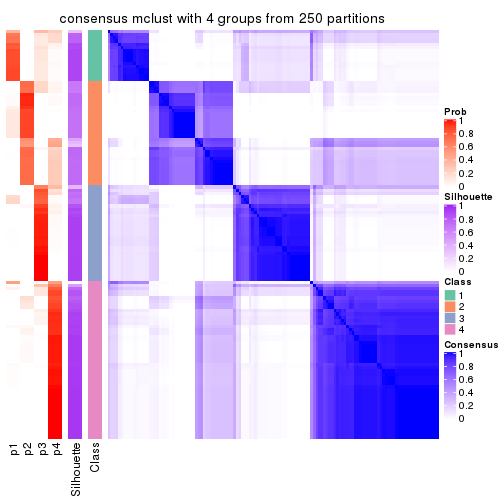 consensus mclust with 4 groups from 250 partitions
Prob
1
0.8
0.6
0.4
0.2
0
Silhouette
1
0.8
0.6
0.4
0.2
0
Class
1
2
3
4
Consensus
1
0.8
0.6
0.4
0.2
0
p1
p2
p3
p4
Silhouette
Class